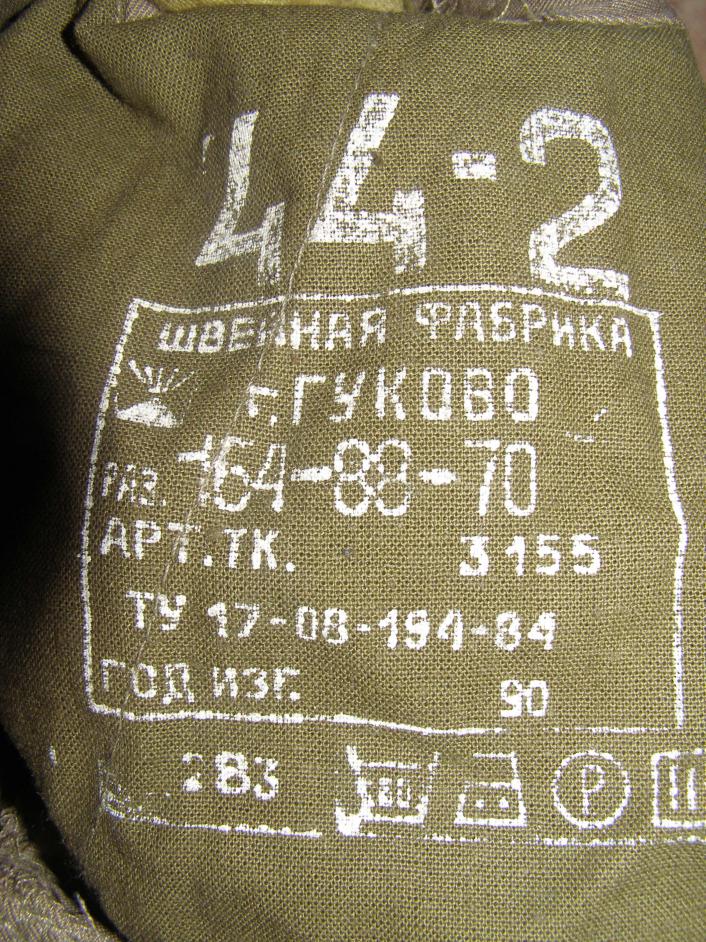 44-2
ШВЕЙНАЯ ФАБРИКА
г. ГУКОВО
РАЗ. 164-88-70
АРТ. ТК. 3155
ТУ 17-08-194-84
ГОД ИЗГ. 90
283
P